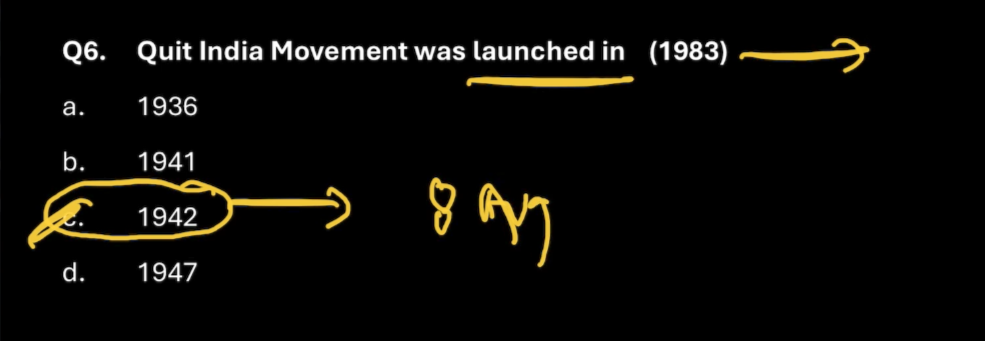 Q6. Quit India Movement was launched in (1983)
a. 1936
b. 1941
c. 1942 8 Aug
d. 1947